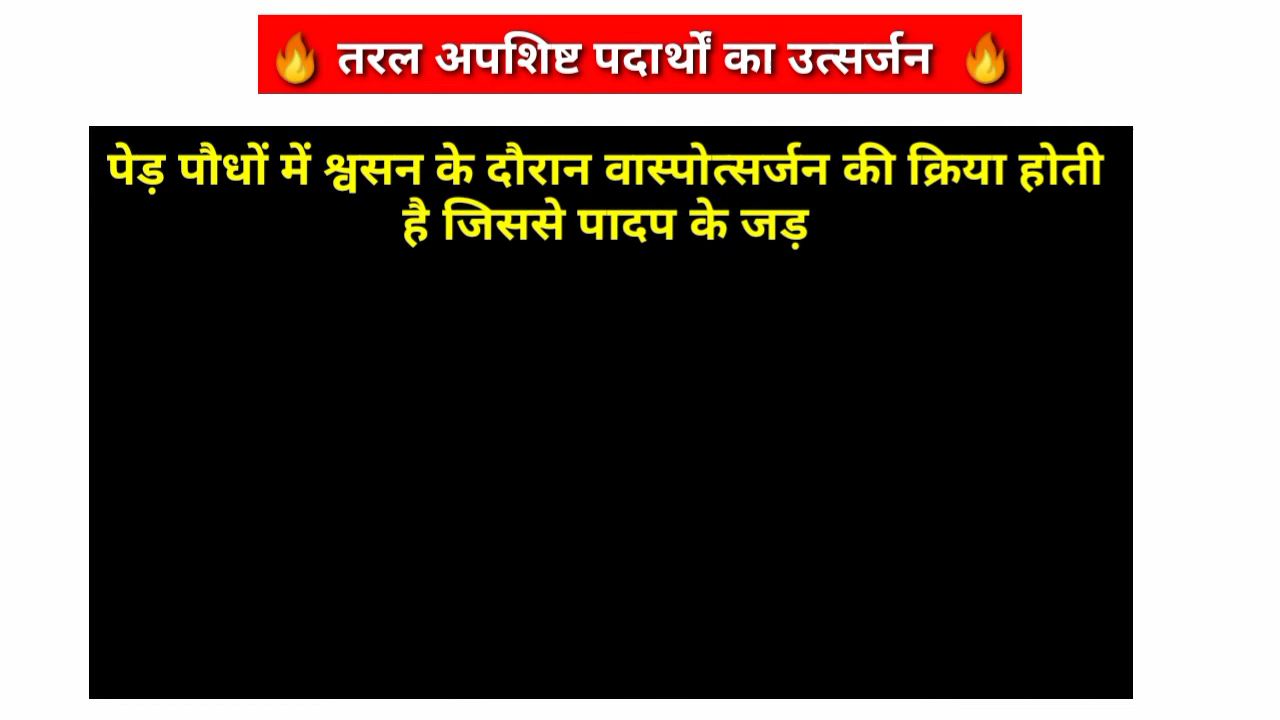 🔥 तरल अपशिष्ट पदार्थों का उत्सर्जन 🔥
पेड़ पौधों में श्वसन के दौरान वास्पोत्सर्जन की क्रिया होती
है जिससे पादप के जड़